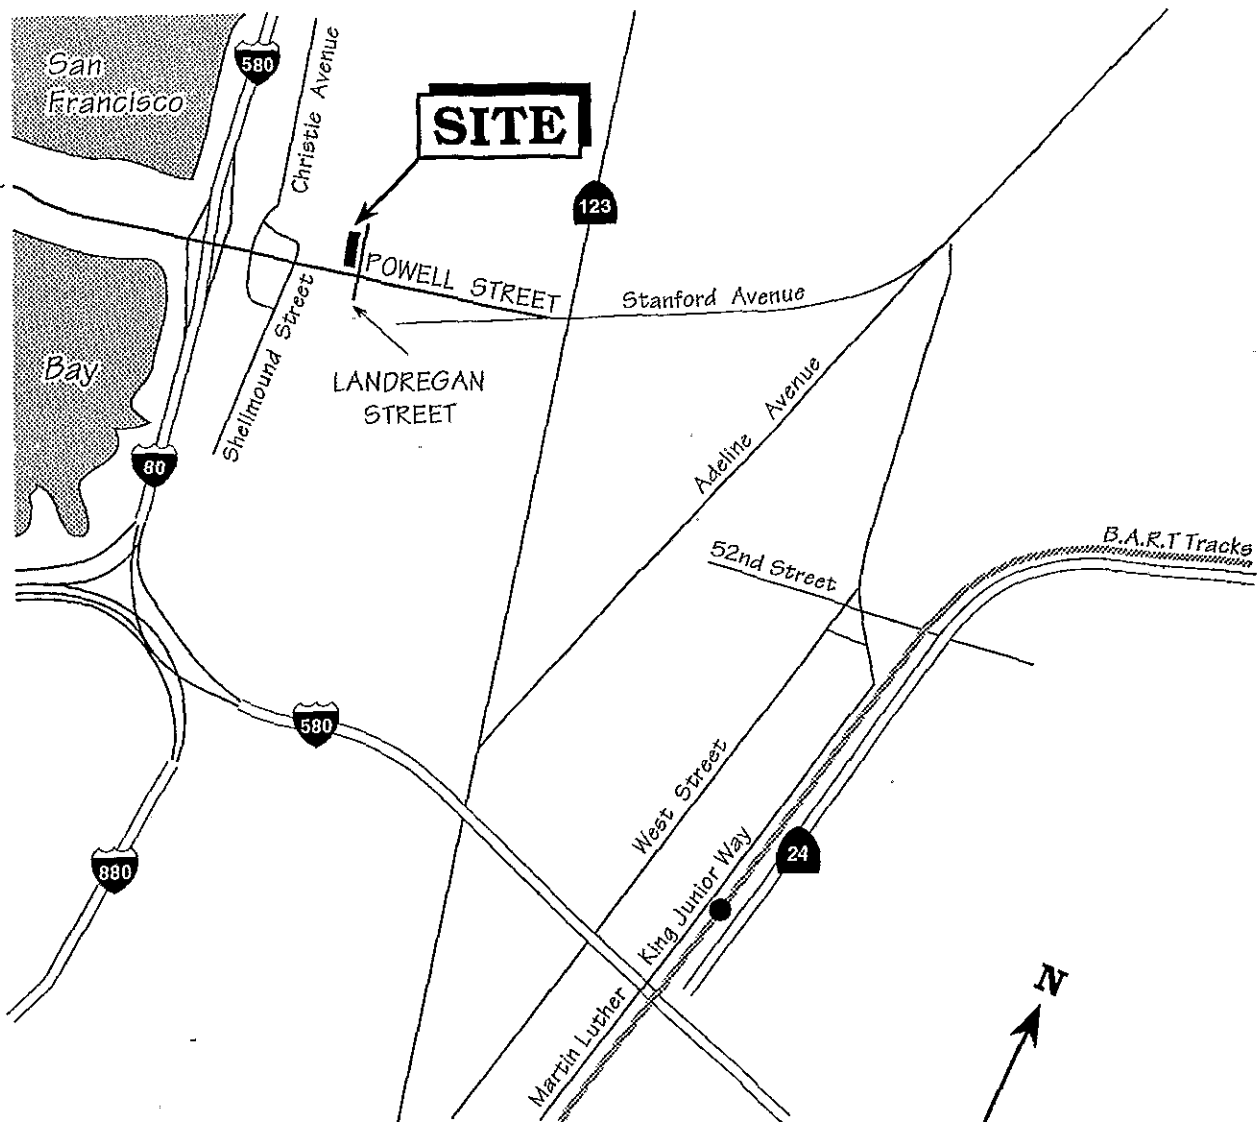 San
Francisco
580
Christie Avenue
SITE
123
POWELL STREET
Stanford Avenue
Shellmound Street
LANDREGAN
STREET
Bay
80
Adeline Avenue
52nd Street
B.A.R.T Tracks
580
West Street
880
24
Martin Luther King Junior Way
N